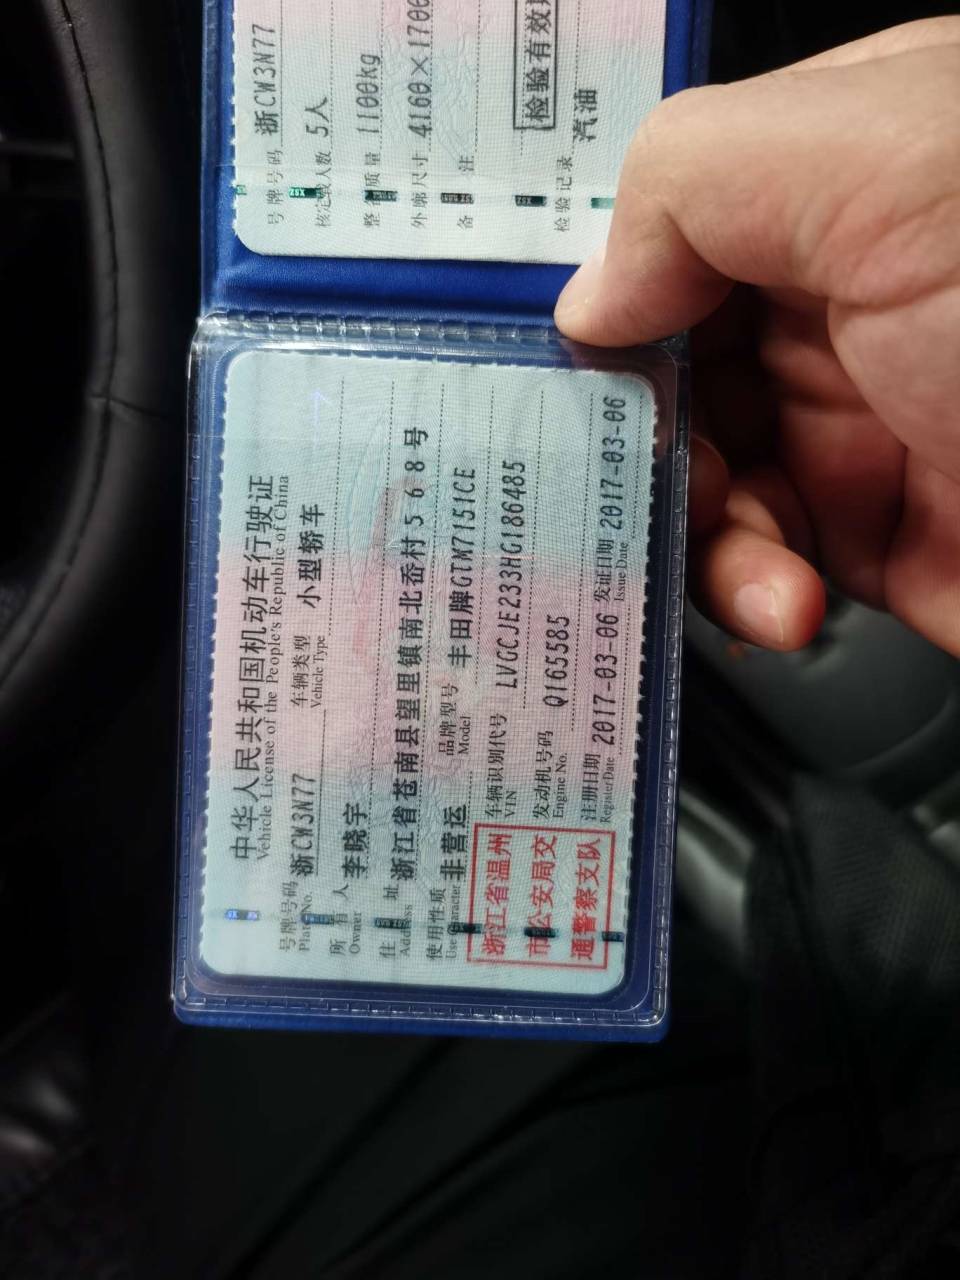 中华人民共和国机动车行驶证
Vehicle License of the People's Republic of China
号牌号码 浙CW3N77 车辆类型 小型轿车
Plate No. Vehicle Type
所有人 李晓宇
Owner
住址 浙江省苍南县望里镇南北岙村568号
Address
使用性质 非营运 品牌型号 丰田牌GTM7151CE
Use Character Model
浙江省温州
市公安局交
通警察支队
车辆识别代号 LVGCJE233HG186485
VIN
发动机号码 Q165585
Engine No.
注册日期 2017-03-06 发证日期 2017-03-06
Register Date Issue Date
号牌号码 浙CW3N77
核定载人数 5人
整备质量 1100kg
外廓尺寸 4160×1700
备注
检验有效
检验记录
汽油